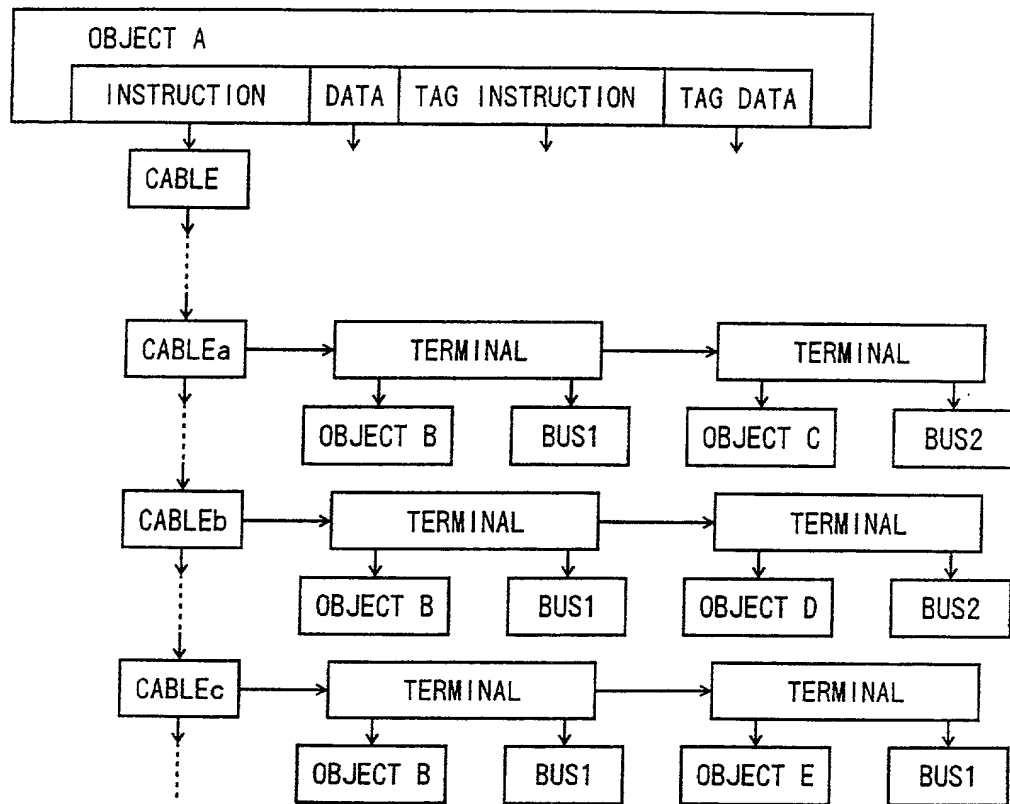 OBJECT A
INSTRUCTION DATA TAG INSTRUCTION TAG DATA
CABLE
CABLEa TERMINAL TERMINAL
OBJECT B BUS1 OBJECT C BUS2
CABLEb TERMINAL TERMINAL
OBJECT B BUS1 OBJECT D BUS2
CABLEc TERMINAL TERMINAL
OBJECT B BUS1 OBJECT E BUS1